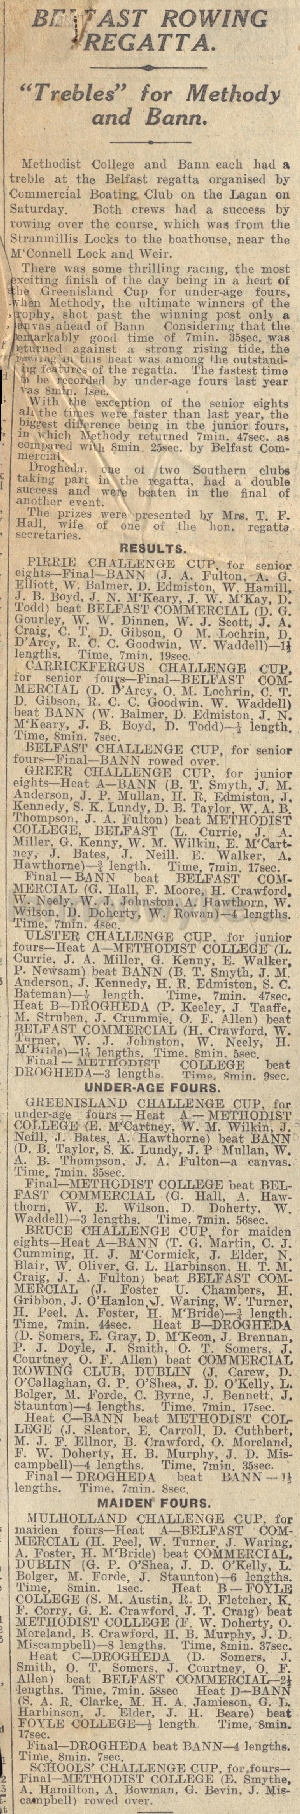 BELFAST ROWING
REGATTA.
"Trebles" for Methody
and Bann.
Methodist College and Bann each had a
treble at the Belfast regatta organised by
Commercial Boating Club on the Lagan on
Saturday. Both crews had a success by
rowing over the course, which was from the
Stranmillis Locks to the boathouse, near the
M'Connell Lock and Weir.
There was some thrilling racing, the most
exciting finish of the day being in a heat of
the Greenisland Cup for under-age fours,
when Methody, the ultimate winners of the
trophy, shot past the winning post only a
canvas ahead of Bann Considering that the
remarkably good time of 7min. 35sec. was
returned against a strong rising tide, the
rowing in this heat was among the outstand-
ing features of the regatta. The fastest time
recorded by under-age fours last year
was 8min. 1sec.
With the exception of the senior eights
all the times were faster than last year, the
biggest difference being in the junior fours,
in which Methody returned 7min. 47sec. as
compared with 8min. 25sec. by Belfast Com-
mercial.
Drogheda, one of two Southern clubs
taking part in the regatta, had a double
success and were beaten in the final of
another event.
The prizes were presented by Mrs. T. F.
Hall, wife of one of the hon. regatta
secretaries.
RESULTS.
PIRRIE CHALLENGE CUP, for senior
eights—Final—BANN (J. A. Fulton, A. G.
Elliott, W. Balmer, D. Edmiston, W. Hamill,
J. B. Boyd, J. N. M'Keary, J. W. M'Kay, D.
Todd) beat BELFAST COMMERCIAL (D. G.
Gourley, W. W. Dinnen, W. J. Scott, J. A.
Craig, C. T. D. Gibson, O M. Lochrin, D.
D'Arcy, R. C. C. Goodwin, W. Waddell)—1¼
lengths. Time, 7min. 19sec.
CARRICKFERGUS CHALLENGE CUP,
for senior fours—Final—BELFAST COM-
MERCIAL (D. D'Arcy, O. M. Lochrin, C. T.
D. Gibson, R. C. C. Goodwin, W. Waddell)
beat BANN (W. Balmer, D. Edmiston, J. N.
M'Keary, J. B. Boyd, D. Todd)—½ length.
Time, 8min. 7sec.
BELFAST CHALLENGE CUP, for senior
fours—Final—BANN rowed over.
GREER CHALLENGE CUP, for junior
eights—Heat A—BANN (B. T. Smyth, J. M.
Anderson, J. P. Mullan, H. R. Edmiston, J.
Kennedy, S. K. Lundy, D. B. Taylor, W. A. B.
Thompson, J. A. Fulton) beat METHODIST
COLLEGE, BELFAST (L. Currie, J. A.
Miller, G. Kenny, W. M. Wilkin, E. M'Cart-
ney, J. Bates, J. Neill, E. Walker, A.
Hawthorne)— length. Time, 7min. 17sec.
Final—BANN beat BELFAST COM-
MERCIAL (G. Hall, F. Moore, H. Crawford,
W. Neely, W. J. Johnston, A. Hawthorn, W.
Wilson, D. Doherty, W. Rowan)—4 lengths.
Time, 7min. 4sec.
ULSTER CHALLENGE CUP, for junior
fours—Heat A—METHODIST COLLEGE (L.
Currie, J. A. Miller, G. Kenny, E. Walker,
P. Newsam) beat BANN (B. T. Smyth, J. M.
Anderson, J. Kennedy, H. R. Edmiston, S. C.
Bateman)—½ length. Time, 7min. 47sec.
Heat B—DROGHEDA (P. Keeley, J. Taaffe,
M. Struben, J. Crummie, O. F. Allen) beat
BELFAST COMMERCIAL (H. Crawford, W.
Turner, W. J. Johnston, W. Neely, H.
M'Bride)—1½ lengths. Time. 8min. 5sec.
Final — METHODIST COLLEGE beat
DROGHEDA—3 lengths. Time, 8min. 9sec.
UNDER-AGE FOURS.
GREENISLAND CHALLENGE CUP, for
under-age fours — Heat A — METHODIST
COLLEGE (E. M'Cartney, W. M. Wilkin, J.
Neill, J. Bates, A. Hawthorne) beat BANN
(D. B. Taylor, S. K. Lundy, J. P Mullan, W.
A. B. Thompson, J. A. Fulton—a canvas.
Time, 7min. 35sec.
Final—METHODIST COLLEGE beat BEL-
FAST COMMERCIAL (G. Hall, A. Haw-
thorn, W. E. Wilson, D. Doherty, W.
Waddell)—3 lengths. Time, 7min. 56sec.
BRUCE CHALLENGE CUP, for maiden
eights—Heat A—BANN (T. G. Martin, C. J.
Cumming, H. J. M'Cormick, J. Elder, N.
Blair, W. Oliver, G. L. Harbinson, H. T. M.
Craig, J. A. Fulton) beat BELFAST COM-
MERCIAL (J. Foster U. Chambers, H.
Gribbon, J. O'Hanlon, J. Waring, W. Turner,
H. Peel, A. Foster, H. M'Bride)— length.
Time, 7min. 44sec. Heat B—DROGHEDA
(D. Somers, E. Gray, D. M'Keon, J. Brennan,
P. J. Doyle, J. Smith, O. T. Somers, J.
Courtney, O. F. Allen) beat COMMERCIAL
ROWING CLUB, DUBLIN (J. Carew, D.
O'Callaghan, G. P. O'Shea, J. D. O'Kelly, L.
Bolger, M. Forde, C. Byrne, J. Bennett, J.
Staunton)—4 lengths. Time, 7min. 17sec.
Heat C—BANN beat METHODIST COL-
LEGE (J. Sleator, E. Carroll, D. Cuthbert,
M. J. F. Ellnor, B. Crawford, O. Moreland,
F. W. Doherty, H. B. Murphy, J. D. Mis-
campbell)—4 lengths. Time, 7min. 35sec.
Final—DROGHEDA beat BANN—1½
lengths. Time, 7min. 8sec.
MAIDEN FOURS.
MULHOLLAND CHALLENGE CUP, for
maiden fours—Heat A—BELFAST COM-
MERCIAL (H. Peel, W. Turner, J. Waring,
A. Foster, H. M'Bride) beat COMMERCIAL,
DUBLIN (G. P. O'Shea, J. D. O'Kelly, L.
Bolger, M. Forde, J. Staunton)—6 lengths.
Time, 8min. 1sec. Heat B — FOYLE
COLLEGE (S. M. Austin, R. D. Fletcher, K.
F. Corry, G. E. Crawford, J. T. Craig) beat
METHODIST COLLEGE (F. W. Doherty, O.
Moreland, B. Crawford, H. B. Murphy, J. D.
Miscampbell)—8 lengths. Time, 8min. 37sec.
Heat C—DROGHEDA (D. Somers, J.
Smith, O. T. Somers, J. Courtney, O. F.
Allen) beat BELFAST COMMERCIAL—2½
lengths. Time, 7min. 58sec Heat D—BANN
(S. A. R. Clarke, M. H. A. Jamieson, G. L.
Harbinson, J. Elder, J. H. Beare) beat
FOYLE COLLEGE—½ length. Time, 8min.
17sec.
Final—DROGHEDA beat BANN—4 lengths.
Time, 8min. 7sec.
SCHOOLS' CHALLENGE CUP, for fours—
Final—METHODIST COLLEGE (E. Smythe,
A. Hamilton, A. Bowman, G. Bevin, J. Mis-
campbell) rowed over.